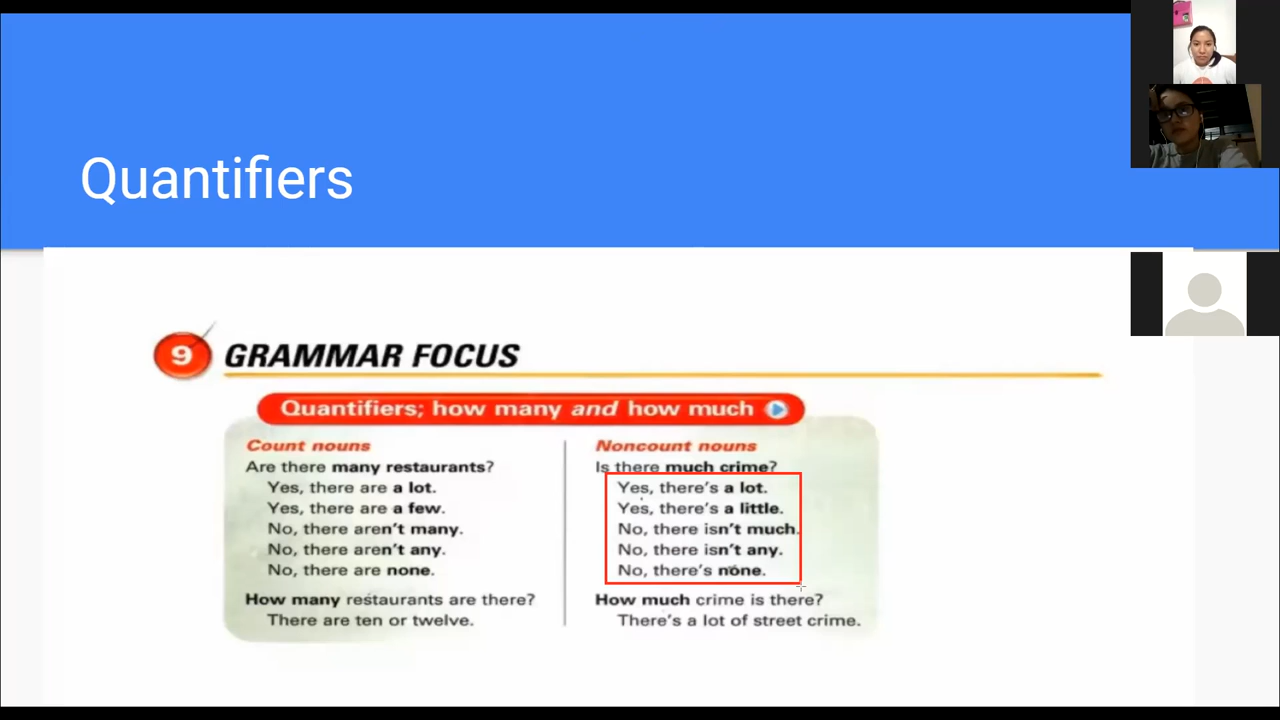 Quantifiers
9 GRAMMAR FOCUS
Quantifiers; how many and how much
Count nouns
Are there many restaurants?
Yes, there are a lot.
Yes, there are a few.
No, there aren't many.
No, there aren't any.
No, there are none.
How many restaurants are there?
There are ten or twelve.
Noncount nouns
Is there much crime?
Yes, there's a lot.
Yes, there's a little.
No, there isn't much.
No, there isn't any.
No, there's none.
How much crime is there?
There's a lot of street crime.